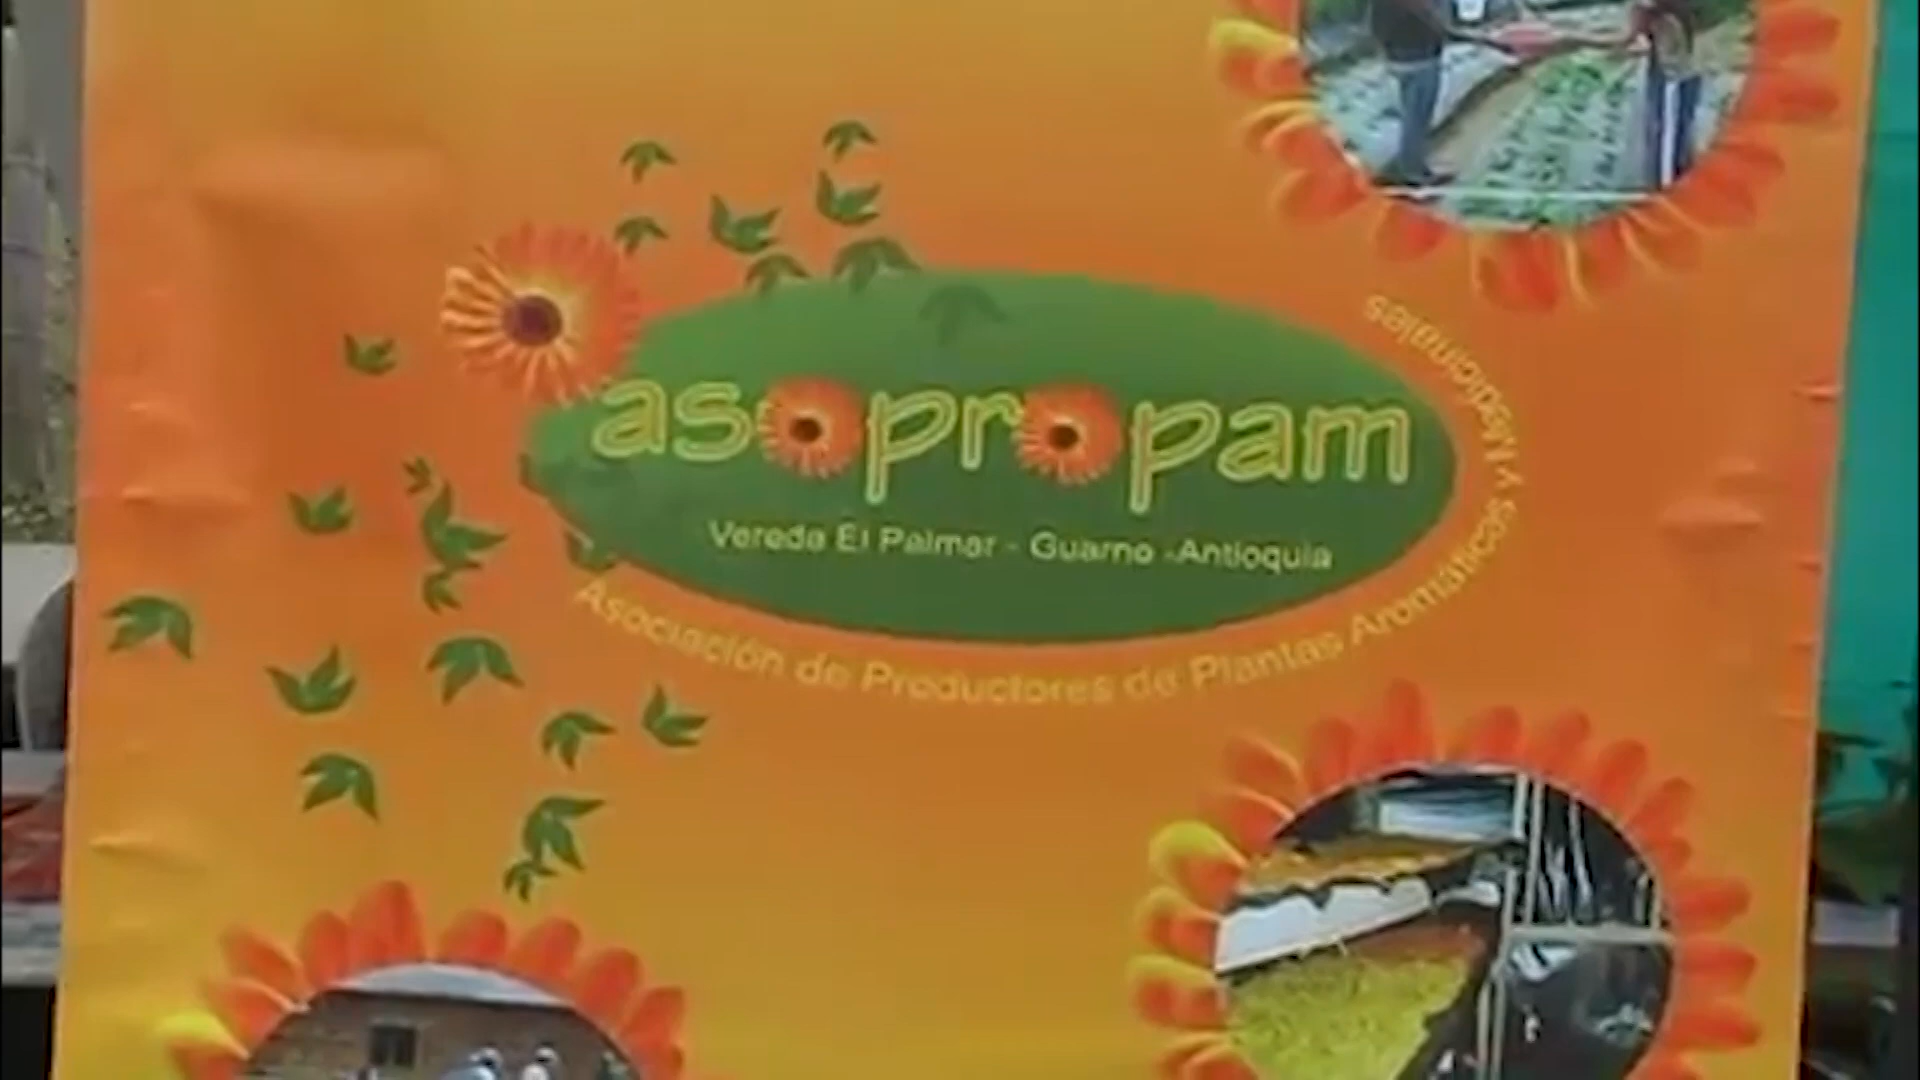 asopropam
Vereda El Palmar - Guarne - Antioquia
Asociación de Productores de Plantas Aromáticas y Medicinales